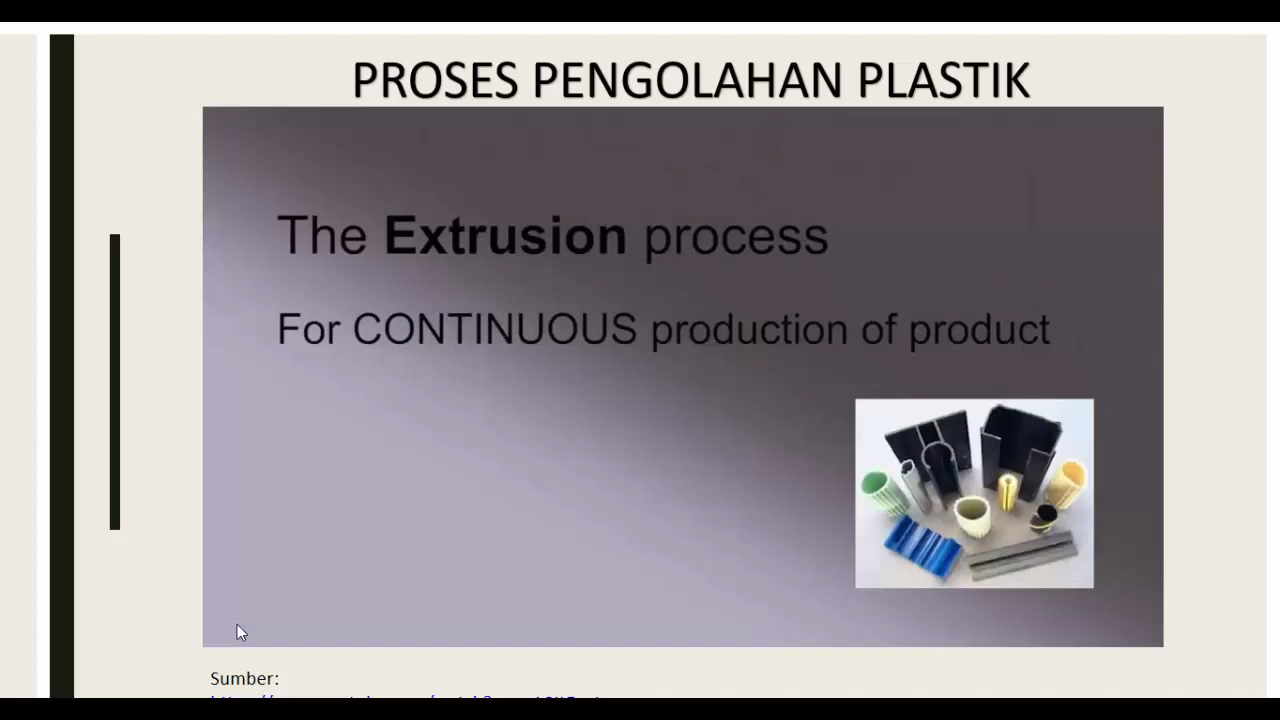 PROSES PENGOLAHAN PLASTIK
The Extrusion process
For CONTINUOUS production of product
Sumber: